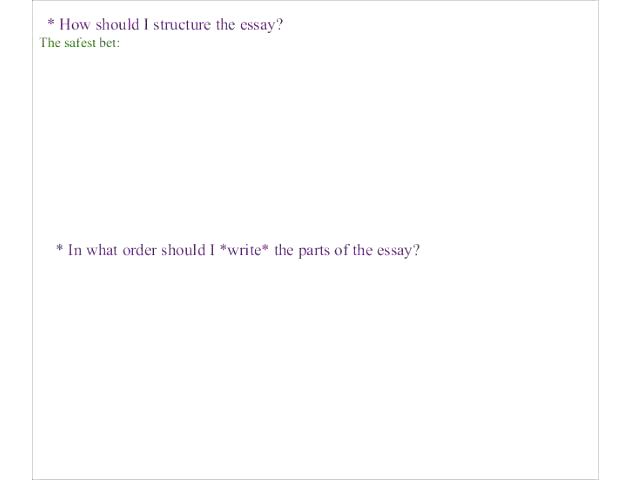 * How should I structure the essay?
The safest bet:
* In what order should I *write* the parts of the essay?